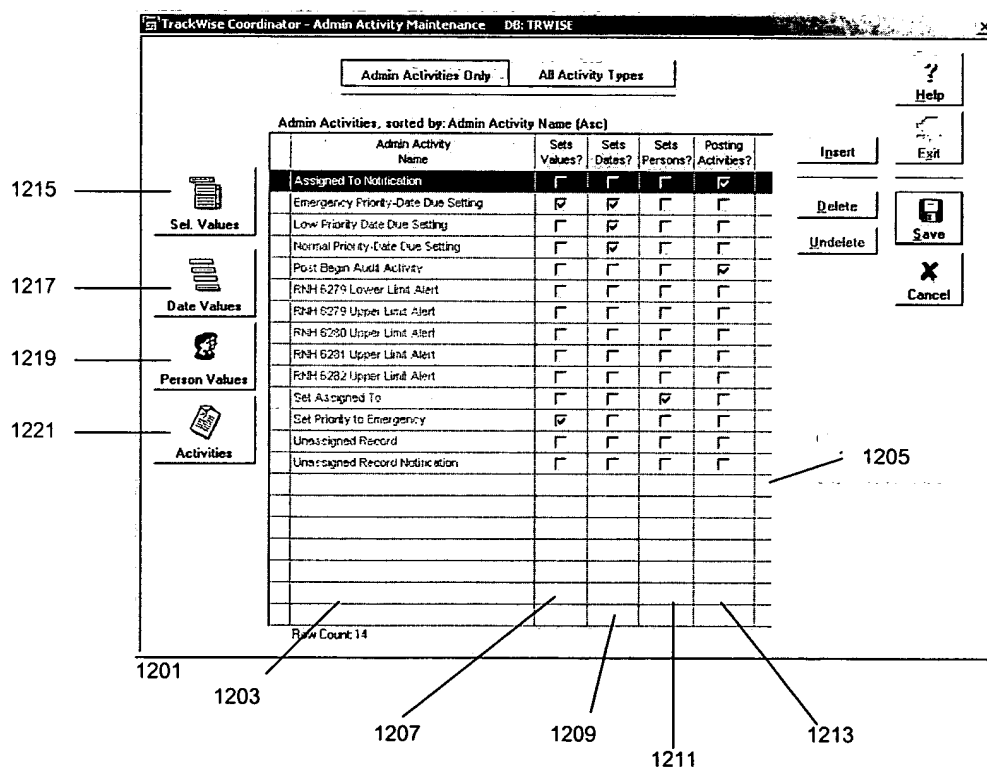 TrackWise Coordinator - Admin Activity Maintenance DB: TRWISE
Admin Activities Only
All Activity Types
Help
Admin Activities, sorted by: Admin Activity Name (Asc)
Admin Activity Name
Sets Values?
Sets Dates?
Sets Persons?
Posting Activities?
Insert
Exit
1215
Sel. Values
Assigned To Notification
Emergency Priority-Date Due Setting
Low Priority Date Due Setting
Normal Priority-Date Due Setting
Post Begin Audit Activity
RNH 6279 Lower Limit Alert
RNH 6279 Upper Limit Alert
RNH 6280 Upper Limit Alert
RNH 6281 Upper Limit Alert
RNH 6282 Upper Limit Alert
Set Assigned To
Set Priority to Emergency
Unassigned Record
Unassigned Record Notification
Delete
Undelete
Save
Cancel
1217
Date Values
1219
Person Values
1221
Activities
1205
Row Count: 14
1201
1203
1207
1209
1211
1213